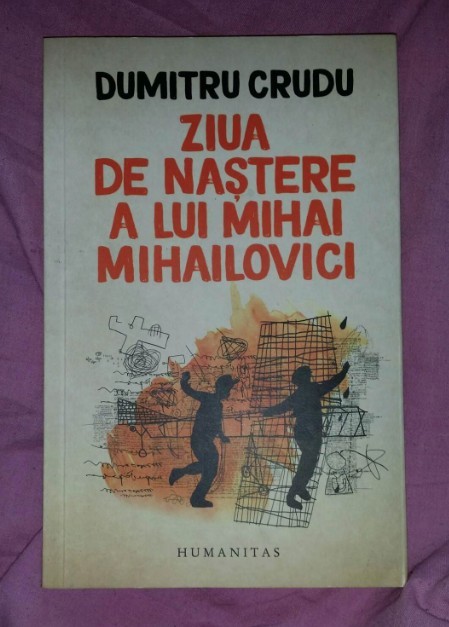 DUMITRU CRUDU
ZIUA
DE NAȘTERE
A LUI MIHAI
MIHAILOVICI
HUMANITAS